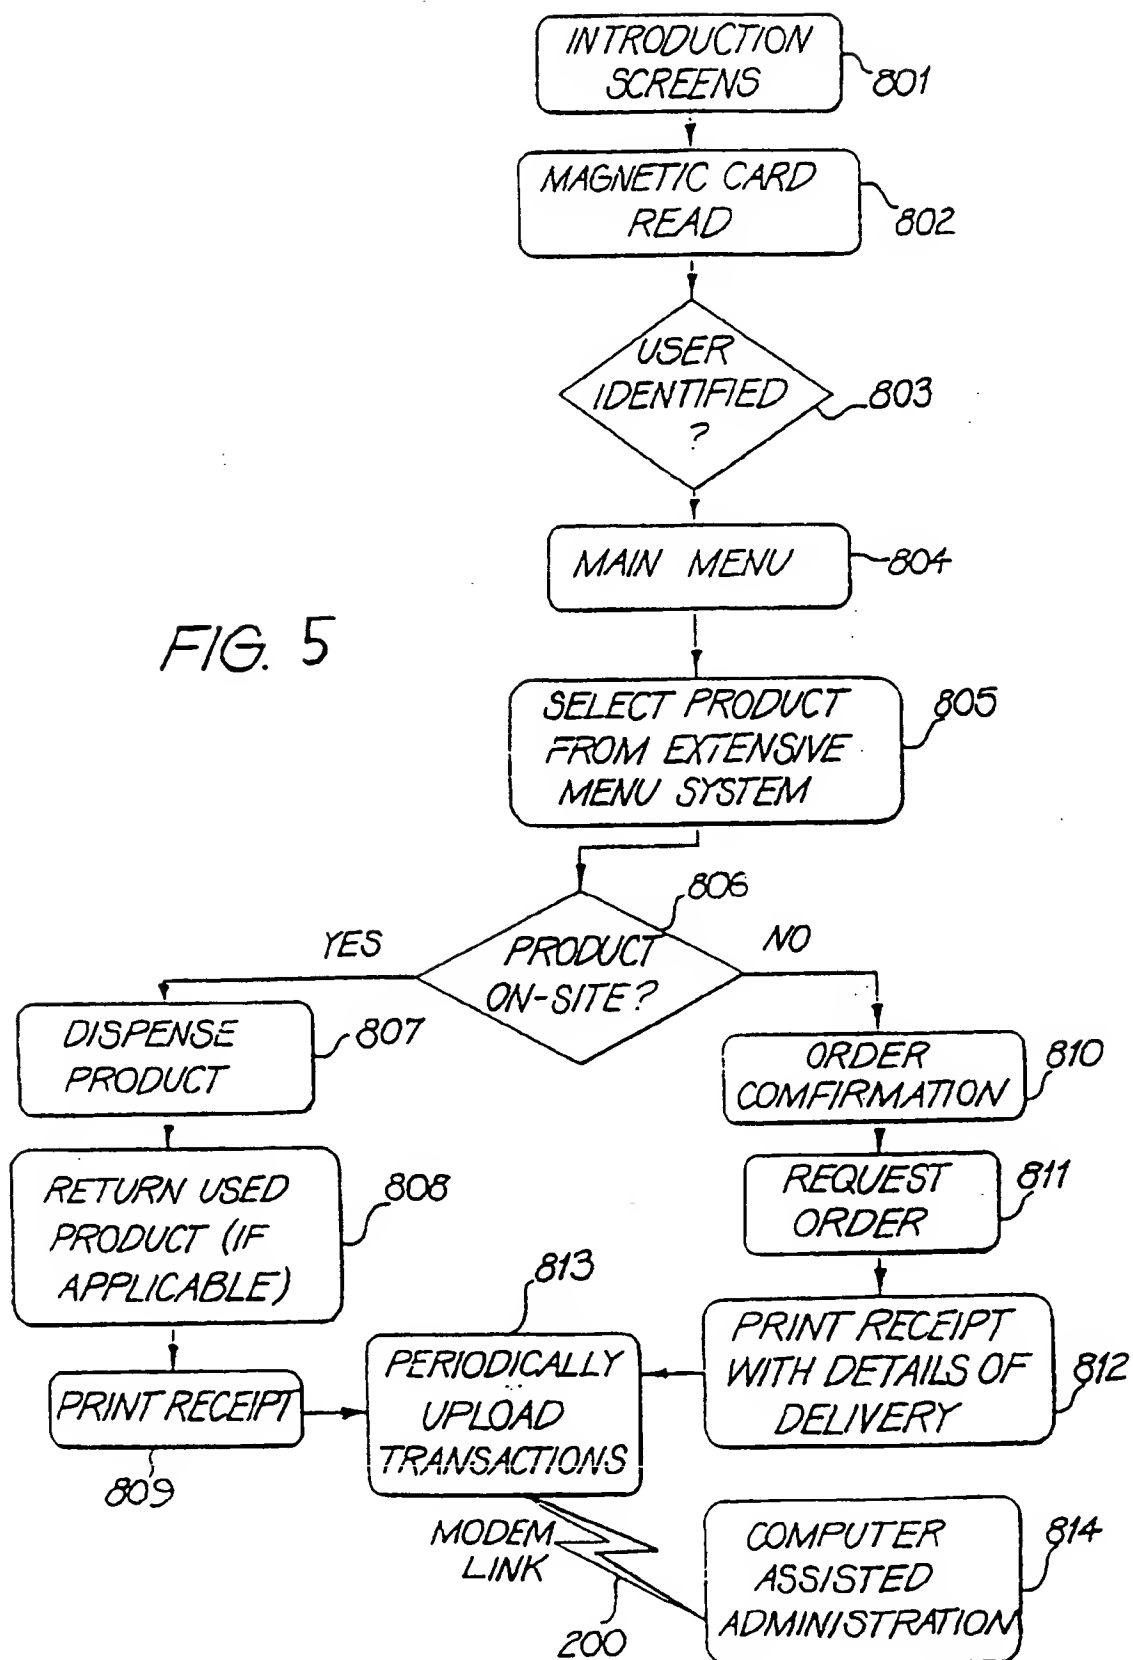 INTRODUCTION
SCREENS
801
MAGNETIC CARD
READ
802
USER
IDENTIFIED
?
803
MAIN MENU
804
FIG. 5
SELECT PRODUCT
FROM EXTENSIVE
MENU SYSTEM
805
806
YES
PRODUCT
ON-SITE?
NO
DISPENSE
PRODUCT
807
ORDER
COMFIRMATION
810
RETURN USED
PRODUCT (IF
APPLICABLE)
808
REQUEST
ORDER
811
813
PRINT RECEIPT
WITH DETAILS OF
DELIVERY
812
PRINT RECEIPT
809
PERIODICALLY
UPLOAD
TRANSACTIONS
MODEM
LINK
200
COMPUTER
ASSISTED
ADMINISTRATION
814